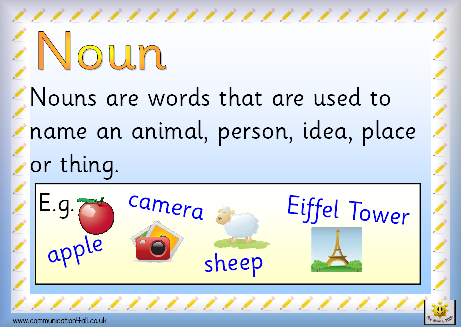 Noun
Nouns are words that are used to
name an animal, person, idea, place
or thing.
E.g.
camera
Eiffel Tower
apple
sheep
www.communication4all.co.uk